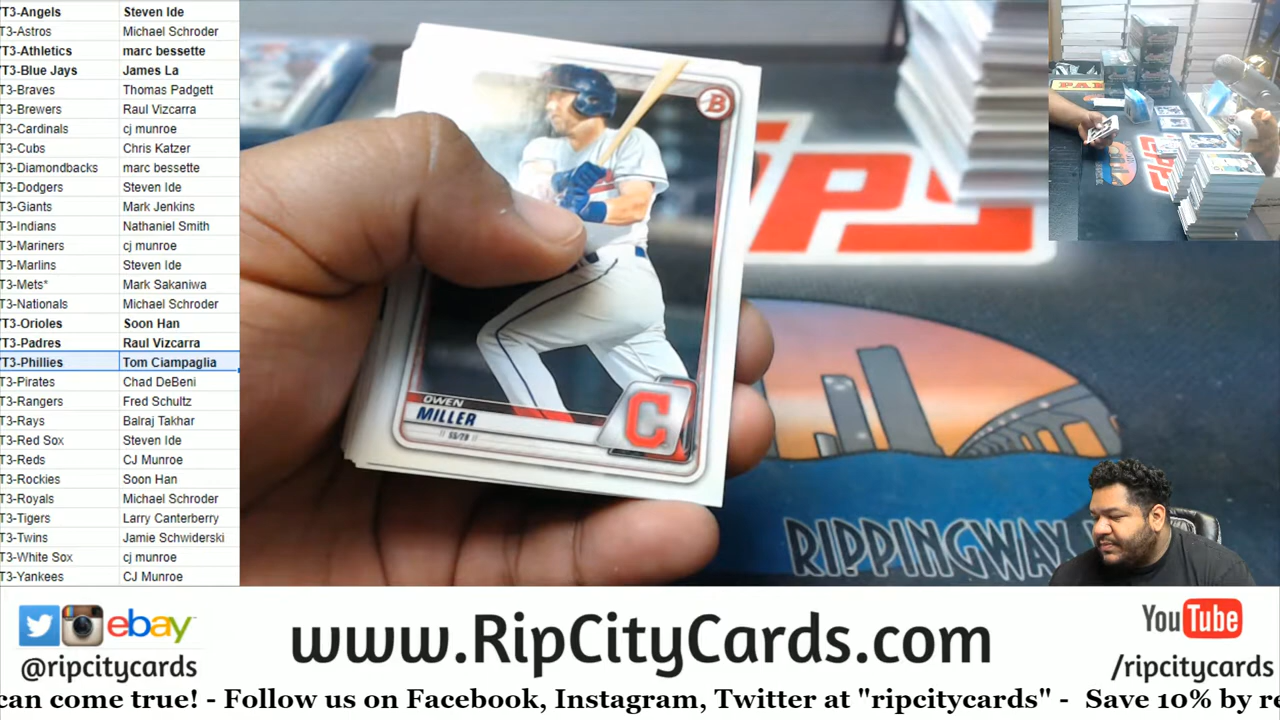 T3-Angels Steven Ide
T3-Astros Michael Schroder
T3-Athletics marc bessette
T3-Blue Jays James La
T3-Braves Thomas Padgett
T3-Brewers Raul Vizcarra
T3-Cardinals cj munroe
T3-Cubs Chris Katzer
T3-Diamondbacks marc bessette
T3-Dodgers Steven Ide
T3-Giants Mark Jenkins
T3-Indians Nathaniel Smith
T3-Mariners cj munroe
T3-Marlins Steven Ide
T3-Mets* Mark Sakaniwa
T3-Nationals Michael Schroder
T3-Orioles Soon Han
T3-Padres Raul Vizcarra
T3-Phillies Tom Ciampaglia
T3-Pirates Chad DeBeni
T3-Rangers Fred Schultz
T3-Rays Balraj Takhar
T3-Red Sox Steven Ide
T3-Reds CJ Munroe
T3-Rockies Soon Han
T3-Royals Michael Schroder
T3-Tigers Larry Canterberry
T3-Twins Jamie Schwiderski
T3-White Sox cj munroe
T3-Yankees CJ Munroe
B
OWEN
MILLER
SS/2B
C
iPS
RIPPINGWAX
ebay
@ripcitycards
www.RipCityCards.com
YouTube
/ripcitycards
can come true! - Follow us on Facebook, Instagram, Twitter at "ripcitycards" - Save 10% by re